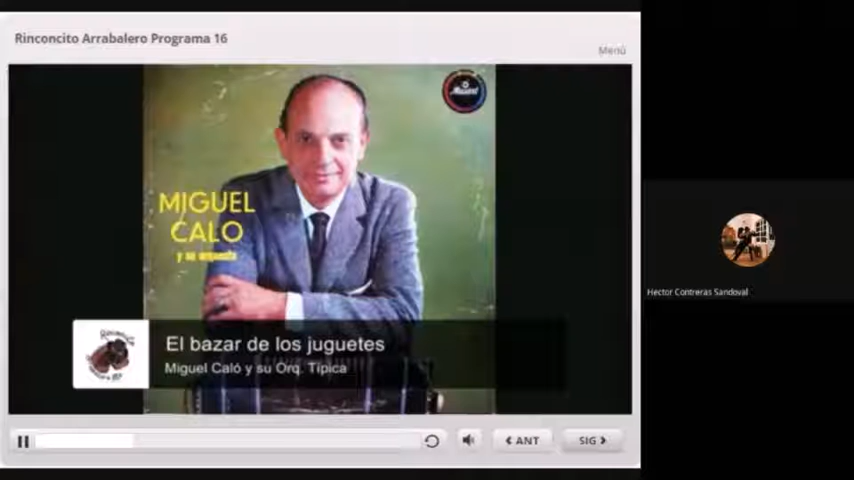 Rinconcito Arrabalero Programa 16
Menú
MIGUEL
CALO
y su orquesta
El bazar de los juguetes
Miguel Caló y su Orq. Típica
Hector Contreras Sandoval
ANT
SIG